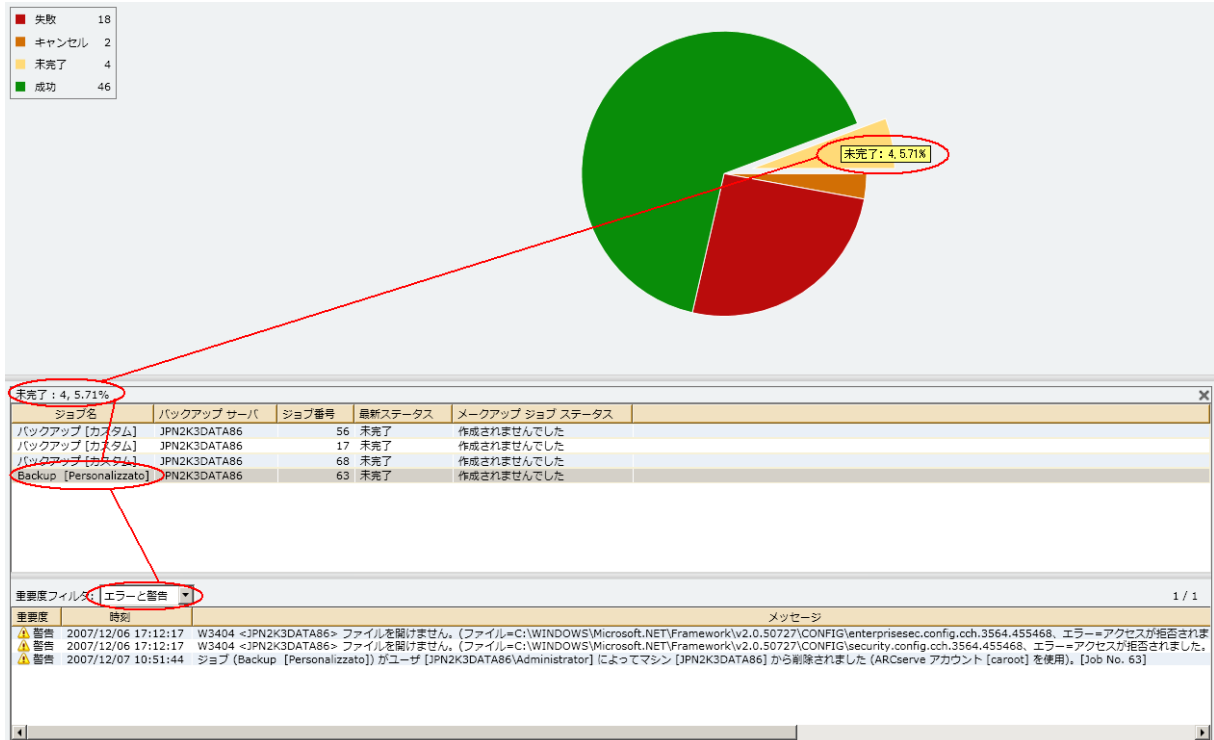 失敗 18
キャンセル 2
未完了 4
成功 46
未完了: 4, 5.71%
未完了 : 4, 5.71%
ジョブ名 バックアップ サーバ ジョブ番号 最新ステータス メークアップ ジョブ ステータス
バックアップ [カスタム] JPN2K3DATA86 56 未完了 作成されませんでした
バックアップ [カスタム] JPN2K3DATA86 17 未完了 作成されませんでした
バックアップ [カスタム] JPN2K3DATA86 68 未完了 作成されませんでした
Backup [Personalizzato] JPN2K3DATA86 63 未完了 作成されませんでした
重要度フィルタ: エラーと警告 1 / 1
重要度 時刻 メッセージ
警告 2007/12/06 17:12:17 W3404 <JPN2K3DATA86> ファイルを開けません。(ファイル=C:\WINDOWS\Microsoft.NET\Framework\v2.0.50727\CONFIG\enterprisesec.config.cch.3564.455468、エラー=アクセスが拒否されま
警告 2007/12/06 17:12:17 W3404 <JPN2K3DATA86> ファイルを開けません。(ファイル=C:\WINDOWS\Microsoft.NET\Framework\v2.0.50727\CONFIG\security.config.cch.3564.455468、エラー=アクセスが拒否されました。
警告 2007/12/07 10:51:44 ジョブ (Backup [Personalizzato]) がユーザ [JPN2K3DATA86\Administrator] によってマシン [JPN2K3DATA86] から削除されました (ARCserve アカウント [caroot] を使用)。[Job No. 63]